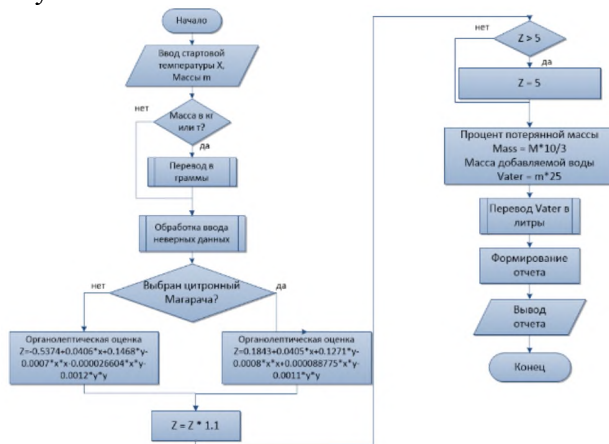 Начало
Ввод стартовой
температуры X,
Массы m
нет
Масса в кг
или т?
да
Перевод в
граммы
Обработка ввода
неверных данных
нет
Выбран цитронный
Магарача?
да
Органолептическая оценка
Z=-0.5374+0.0406*x+0.1468*y-
0.0007*x*x-0.000026604*x*y-
0.0012*y*y
Органолептическая оценка
Z=0.1843+0.0405*x+0.1271*y-
0.0008*x*x+0.000088775*x*y-
0.0011*y*y
Z = Z * 1.1
нет
Z > 5
да
Z = 5
Процент потерянной массы
Mass = M*10/3
Масса добавляемой воды
Vater = m*25
Перевод Vater в
литры
Формирование
отчета
Вывод
отчета
Конец